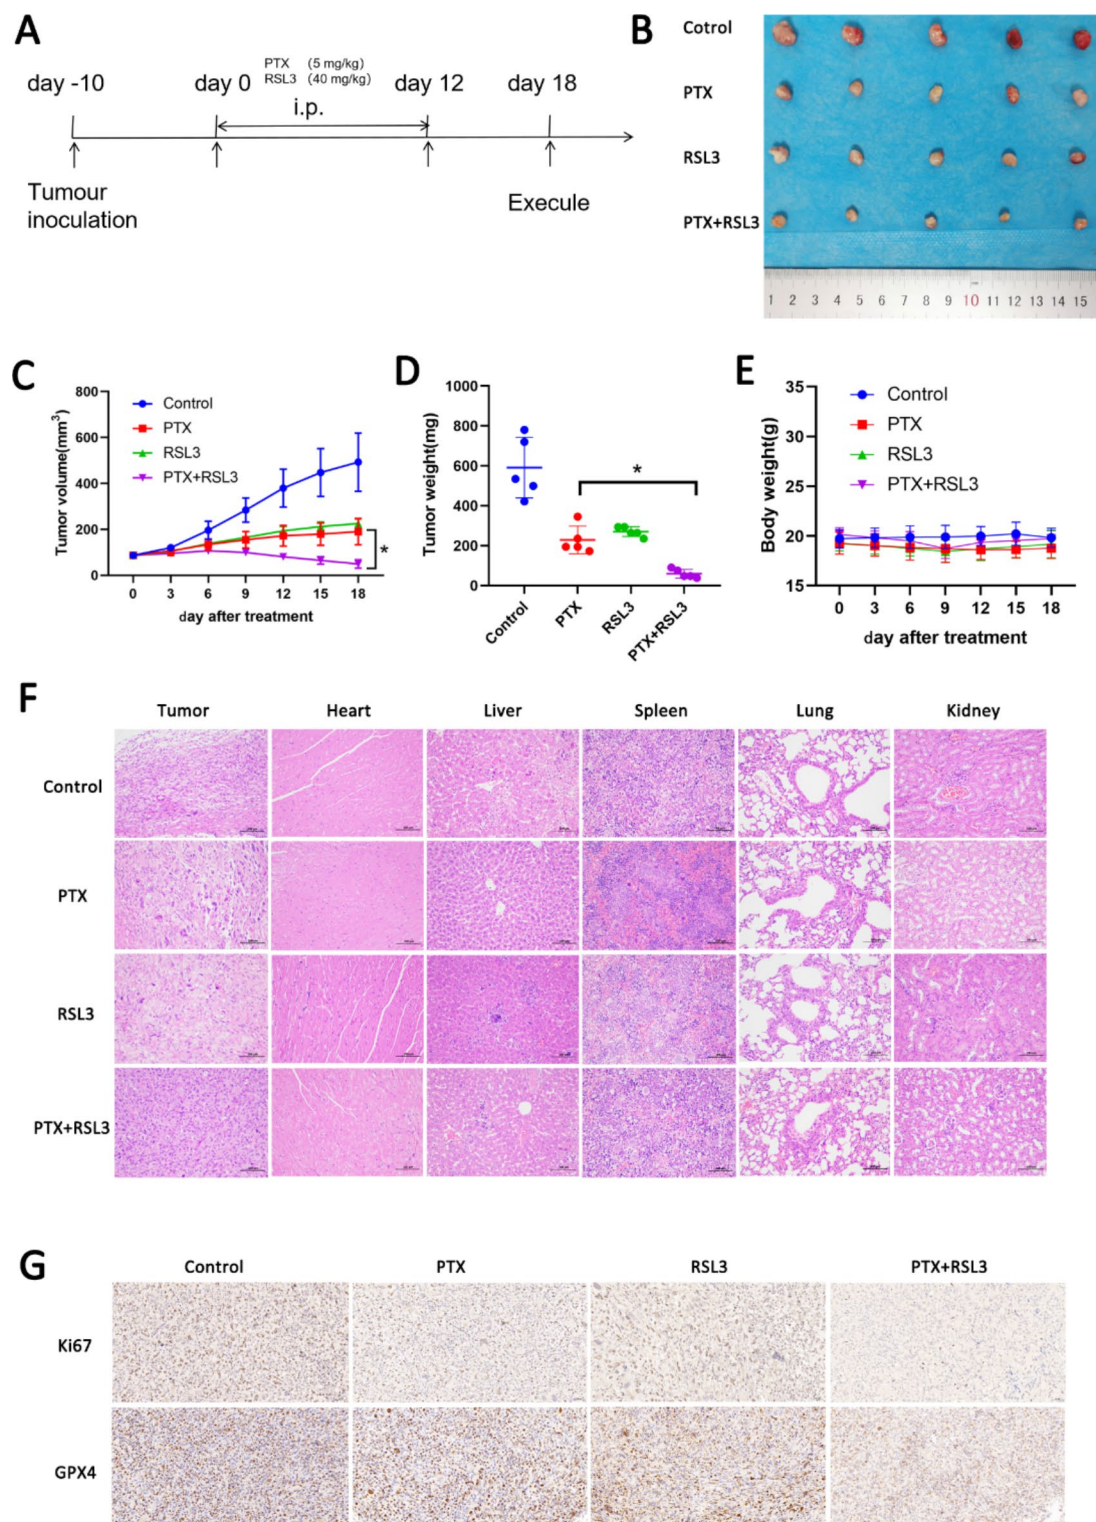 A
day -10
day 0
PTX (5 mg/kg)
RSL3 (40 mg/kg)
day 12
day 18
i.p.
Tumour
inoculation
Execule
B
Cotrol
PTX
RSL3
PTX+RSL3
1 2 3 4 5 6 7 8 9 10 11 12 13 14 15
C
Tumor volume(mm³)
800
600
400
200
0
Control
PTX
RSL3
PTX+RSL3
*
0 3 6 9 12 15 18
day after treatment
D
Tumor weight(mg)
1000
800
600
400
200
0
*
Control
PTX
RSL3
PTX+RSL3
E
Body weight(g)
35
30
25
20
15
Control
PTX
RSL3
PTX+RSL3
0 3 6 9 12 15 18
day after treatment
F
Tumor Heart Liver Spleen Lung Kidney
Control
PTX
RSL3
PTX+RSL3
G
Control PTX RSL3 PTX+RSL3
Ki67
GPX4